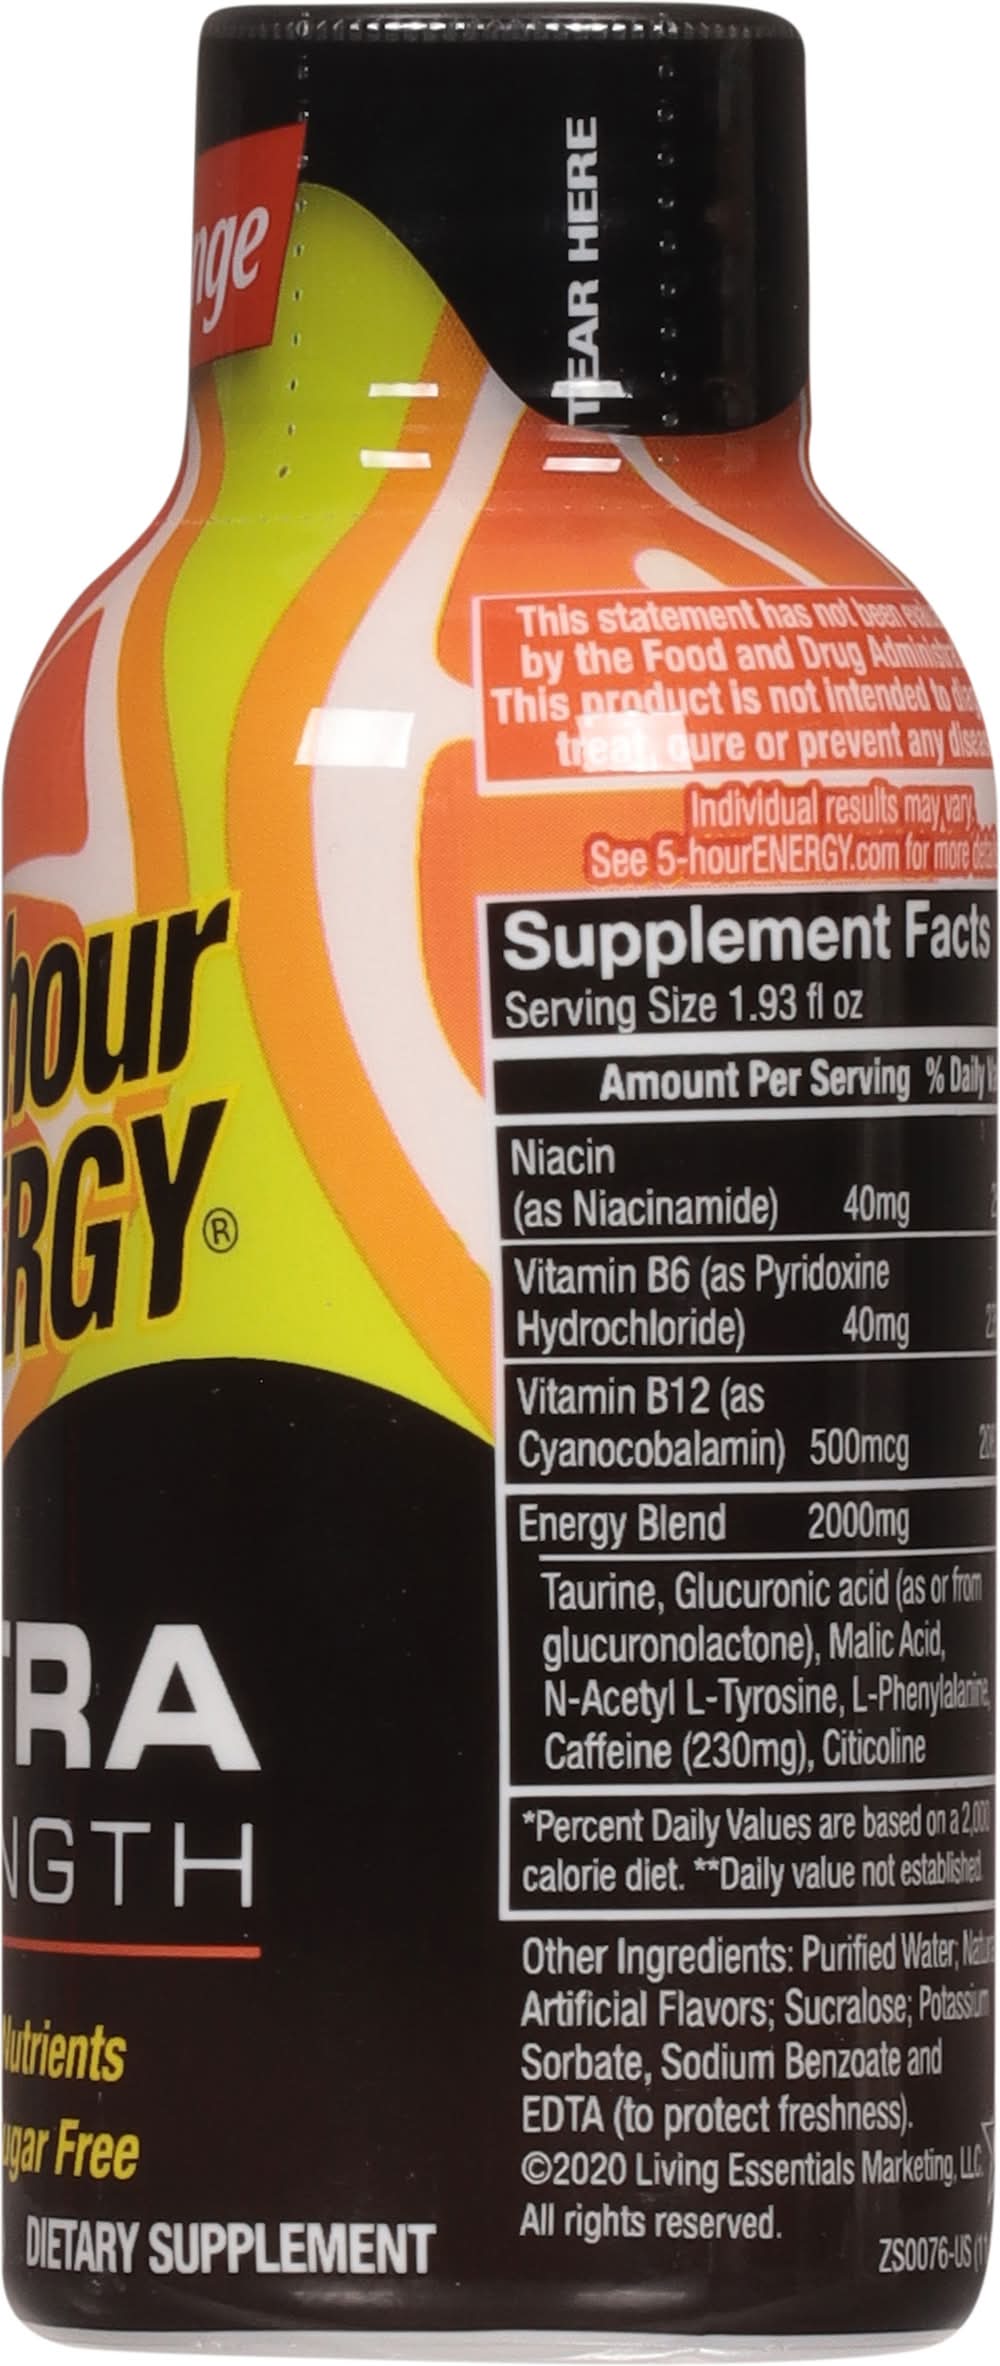 TEAR HERE
This statement has not been
by the Food and Drug
This product is not intended to
treat, cure or prevent any
Individual results may vary.
See 5-hourENERGY.com for more
hour
®
Supplement Facts
Serving Size 1.93 fl oz
Amount Per Serving % Daily
Niacin
(as Niacinamide) 40mg
Vitamin B6 (as Pyridoxine
Hydrochloride) 40mg
Vitamin B12 (as
Cyanocobalamin) 500mcg
Energy Blend 2000mg
Taurine, Glucuronic acid (as or from
glucuronolactone), Malic Acid,
N-Acetyl L-Tyrosine, L-Phenylalanine,
Caffeine (230mg), Citicoline
*Percent Daily Values are based on a 2,000
calorie diet. **Daily value not established.
Other Ingredients: Purified Water;
Artificial Flavors; Sucralose; Potassium
Sorbate, Sodium Benzoate and
EDTA (to protect freshness).
©2020 Living Essentials Marketing, LLC.
All rights reserved.
ZS0076-US
Nutrients
Free
DIETARY SUPPLEMENT